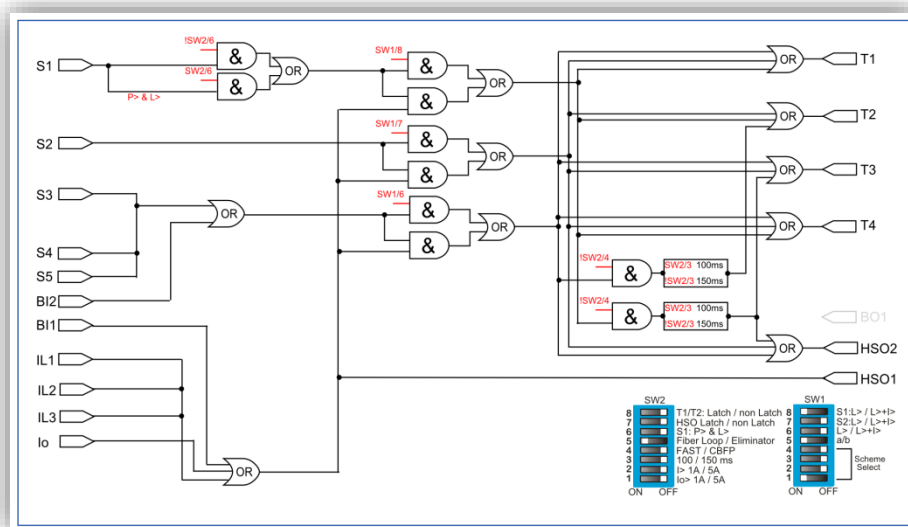 !SW2/6
&
SW1/8
S1
OR
&
OR
T1
SW2/6
&
P> & L>
&
OR
T2
SW1/7
&
S2
OR
T3
&
S3
SW1/6
&
OR
OR
OR
T4
&
S4
!SW2/4
&
SW2/3 100ms
!SW2/3 150ms
S5
BI2
!SW2/4
&
SW2/3 100ms
!SW2/3 150ms
BO1
BI1
OR
HSO2
IL1
HSO1
IL2
IL3
Io
OR
SW2
8 T1/T2: Latch / non Latch
7 HSO Latch / non Latch
6 S1: P> & L>
5 Fiber Loop / Eliminator
4 FAST / CBFP
3 100 / 150 ms
2 I> 1A / 5A
1 Io> 1A / 5A
ON OFF
SW1
8 S1:L> / L>+I>
7 S2:L> / L>+I>
6 L> / L>+I>
5 a/b
4
3 Scheme
2 Select
1
ON OFF